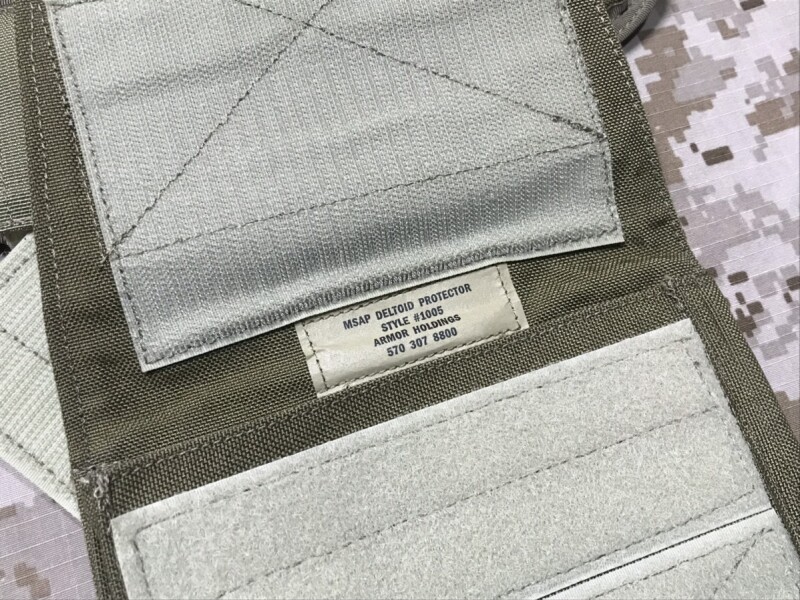 MSAP DELTOID PROTECTOR
STYLE #1005
ARMOR HOLDINGS
570 307 8800